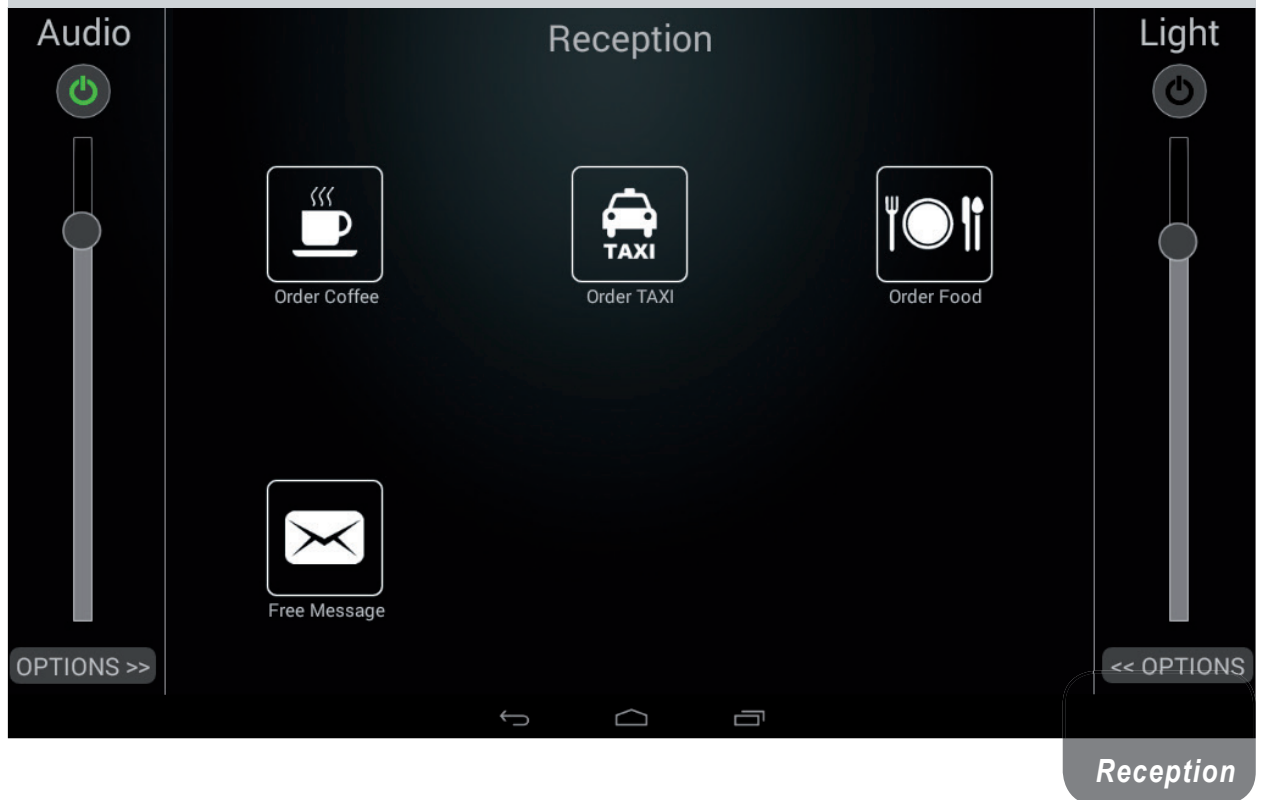 Audio
Reception
Light
TAXI
Order Coffee
Order TAXI
Order Food
Free Message
OPTIONS >>
<< OPTIONS
Reception